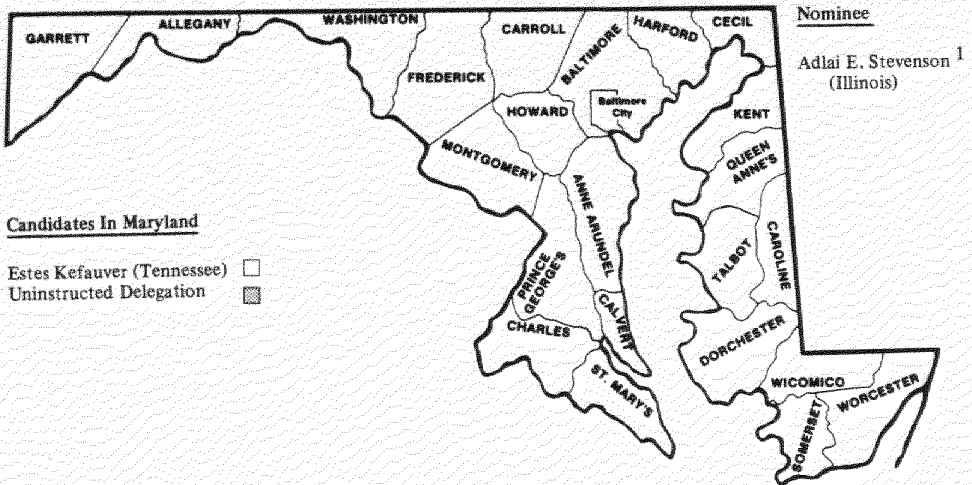 Nominee
Adlai E. Stevenson 1
(Illinois)
GARRETT
ALLEGANY
WASHINGTON
FREDERICK
CARROLL
BALTIMORE
HARFORD
CECIL
Baltimore
City
HOWARD
MONTGOMERY
KENT
QUEEN
ANNE'S
ANNE ARUNDEL
PRINCE
GEORGE'S
TALBOT
CAROLINE
CALVERT
CHARLES
ST. MARY'S
DORCHESTER
WICOMICO
WORCESTER
SOMERSET
Candidates In Maryland
Estes Kefauver (Tennessee)
Uninstructed Delegation